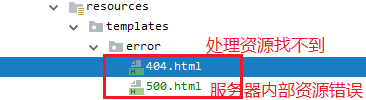 resources
templates
error
处理资源找不到
404.html
500.html
服务器内部资源错误